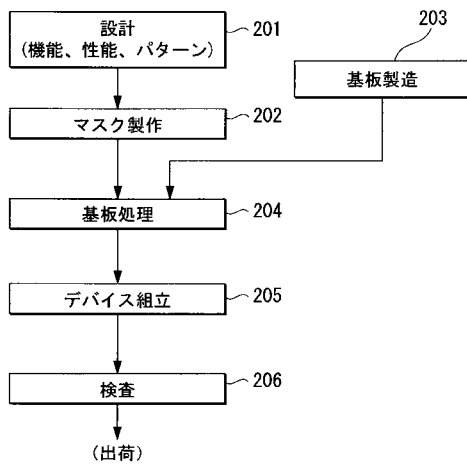 設計
(機能、性能、パターン)
201
203
基板製造
マスク製作
202
基板処理
204
デバイス組立
205
検査
206
(出荷)